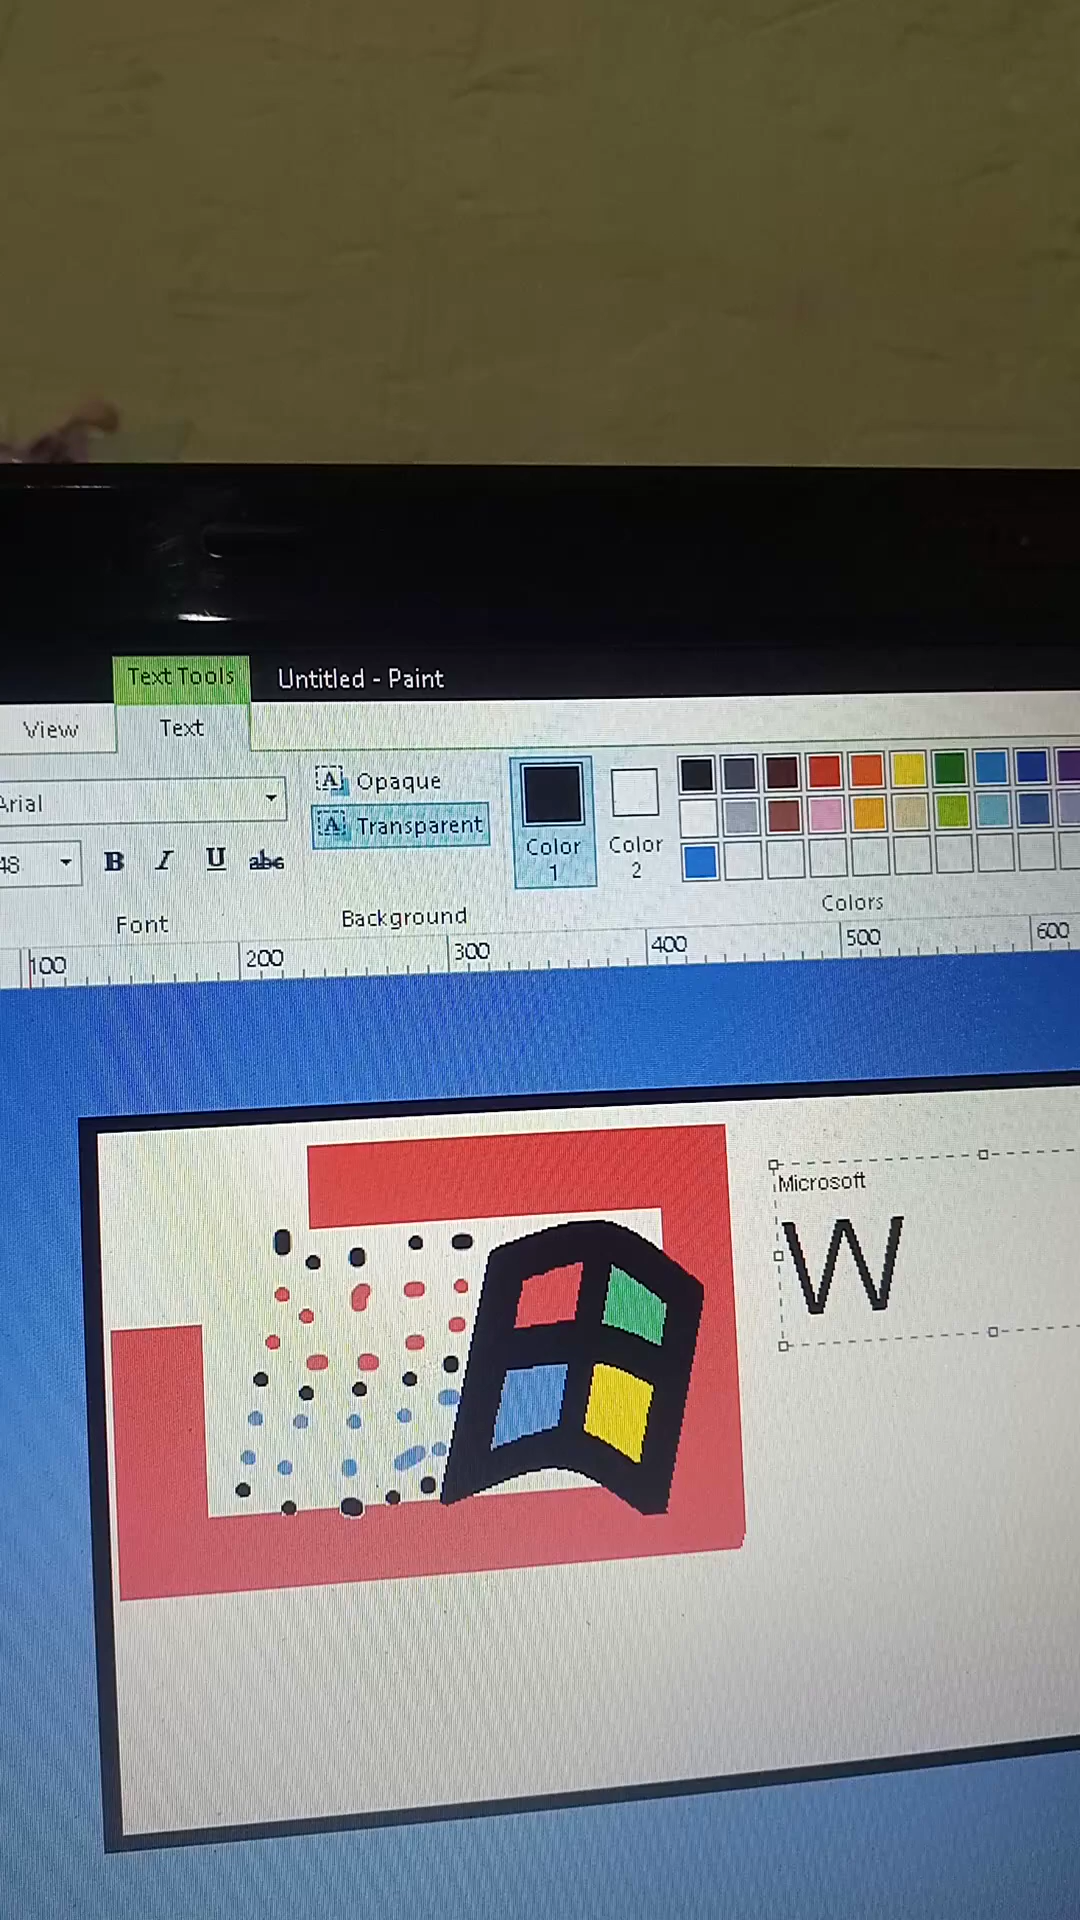 Text Tools Untitled - Paint
View Text
Arial Opaque
Transparent
48 B I U abc
Color 1
Color 2
Font Background Colors
100 200 300 400 500 600
Microsoft
W